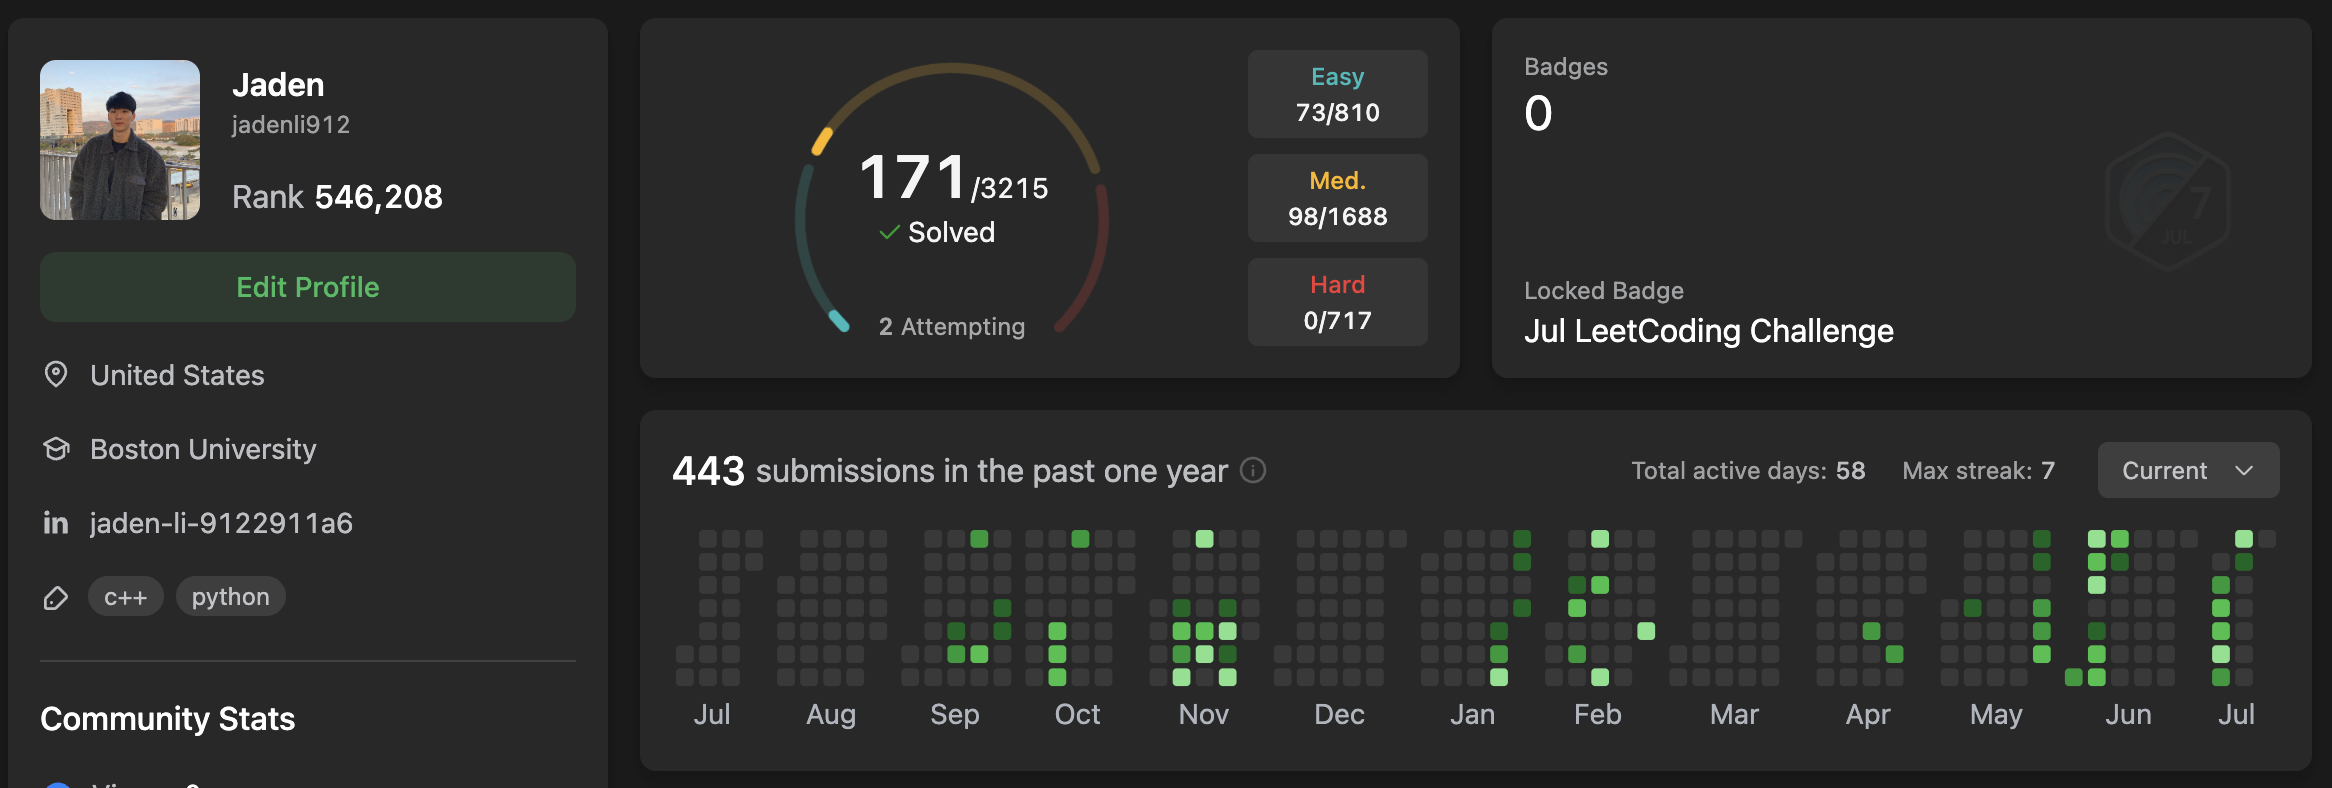 Jaden
jadenli912
Rank 546,208
Edit Profile
United States
Boston University
in jaden-li-9122911a6
c++ python
Community Stats
171/3215
Solved
2 Attempting
Easy
73/810
Med.
98/1688
Hard
0/717
Badges
0
7
JUL
Locked Badge
Jul LeetCoding Challenge
443 submissions in the past one year
Total active days: 58 Max streak: 7 Current
Jul Aug Sep Oct Nov Dec Jan Feb Mar Apr May Jun Jul